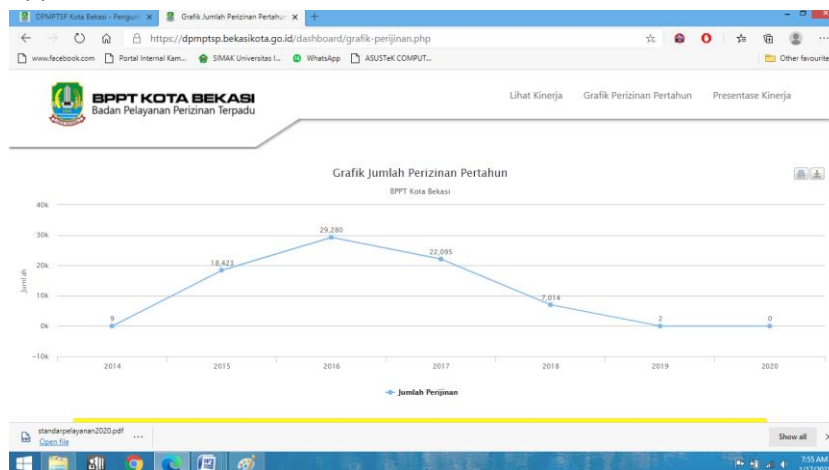 DPMPTSP Kota Bekasi - Pengum
Grafik Jumlah Perizinan Pertahun
https://dpmptsp.bekasikota.go.id/dashboard/grafik-perijinan.php
www.facebook.com Portal Internal Kam... SIMAK Universitas I... WhatsApp ASUSTeK COMPUT... Other favourites
BPPT KOTA BEKASI
Badan Pelayanan Perizinan Terpadu
Lihat Kinerja Grafik Perizinan Pertahun Presentase Kinerja
Grafik Jumlah Perizinan Pertahun
BPPT Kota Bekasi
Jumlah
40k
30k
20k
10k
0k
-10k
9
18,423
29,280
22,095
7,014
2
0
2014 2015 2016 2017 2018 2019 2020
Jumlah Perijinan
standarpelayanan2020.pdf
Open file
Show all
7:55 AM